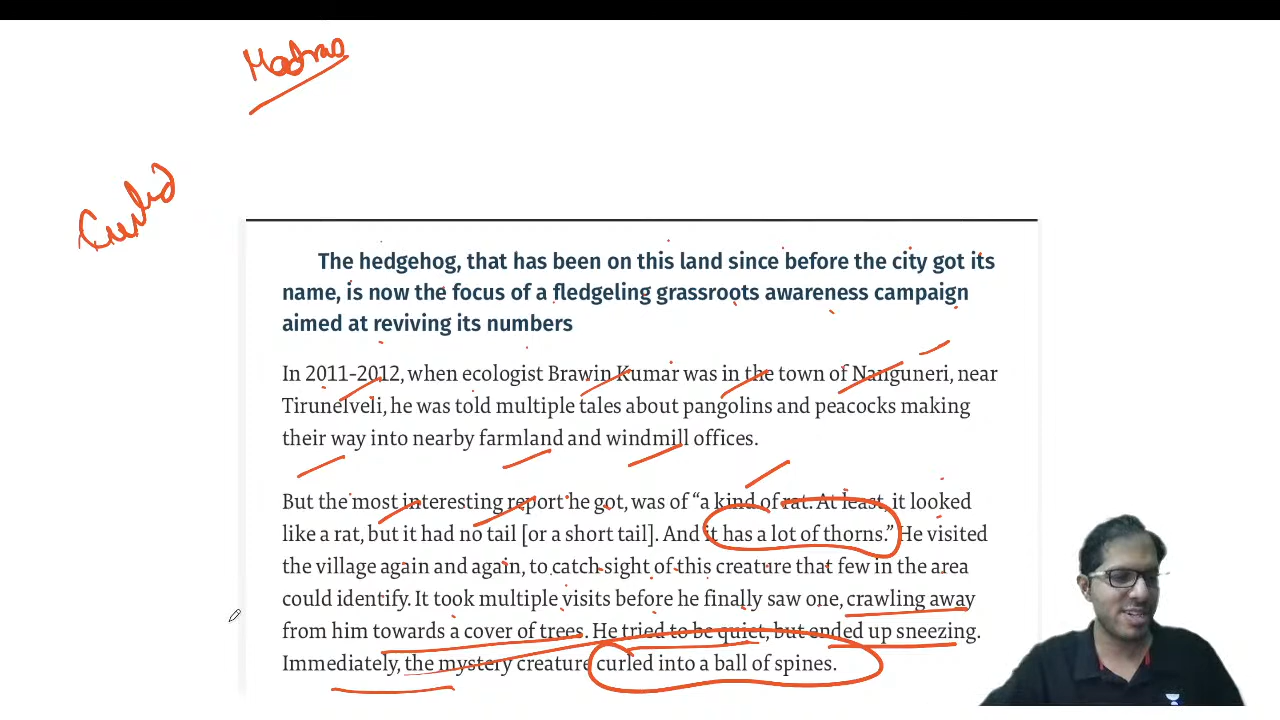 Madras
Curled
The hedgehog, that has been on this land since before the city got its
name, is now the focus of a fledgeling grassroots awareness campaign
aimed at reviving its numbers
In 2011-2012, when ecologist Brawin Kumar was in the town of Nanguneri, near
Tirunelveli, he was told multiple tales about pangolins and peacocks making
their way into nearby farmland and windmill offices.
But the most interesting report he got, was of “a kind of rat. At least, it looked
like a rat, but it had no tail [or a short tail]. And it has a lot of thorns.” He visited
the village again and again, to catch sight of this creature that few in the area
could identify. It took multiple visits before he finally saw one, crawling away
from him towards a cover of trees. He tried to be quiet, but ended up sneezing.
Immediately, the mystery creature curled into a ball of spines.